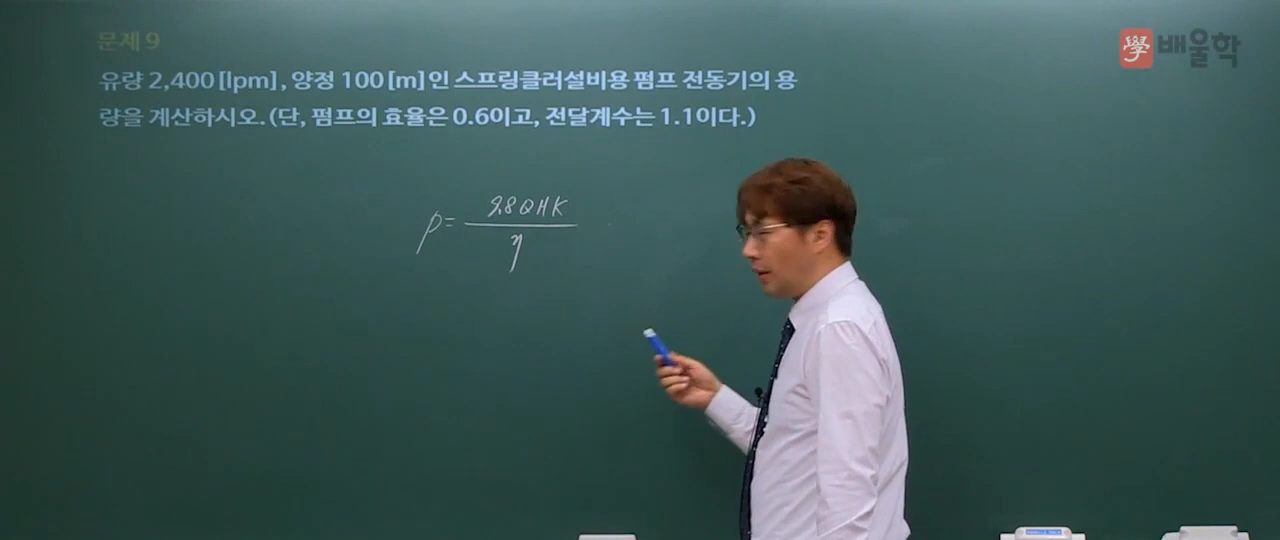 문제 9
學 배울학
유량 2,400[lpm], 양정 100[m]인 스프링클러설비용 펌프 전동기의 용
량을 계산하시오.(단, 펌프의 효율은 0.6이고, 전달계수는 1.1이다.)
P= 9.8QHK
η